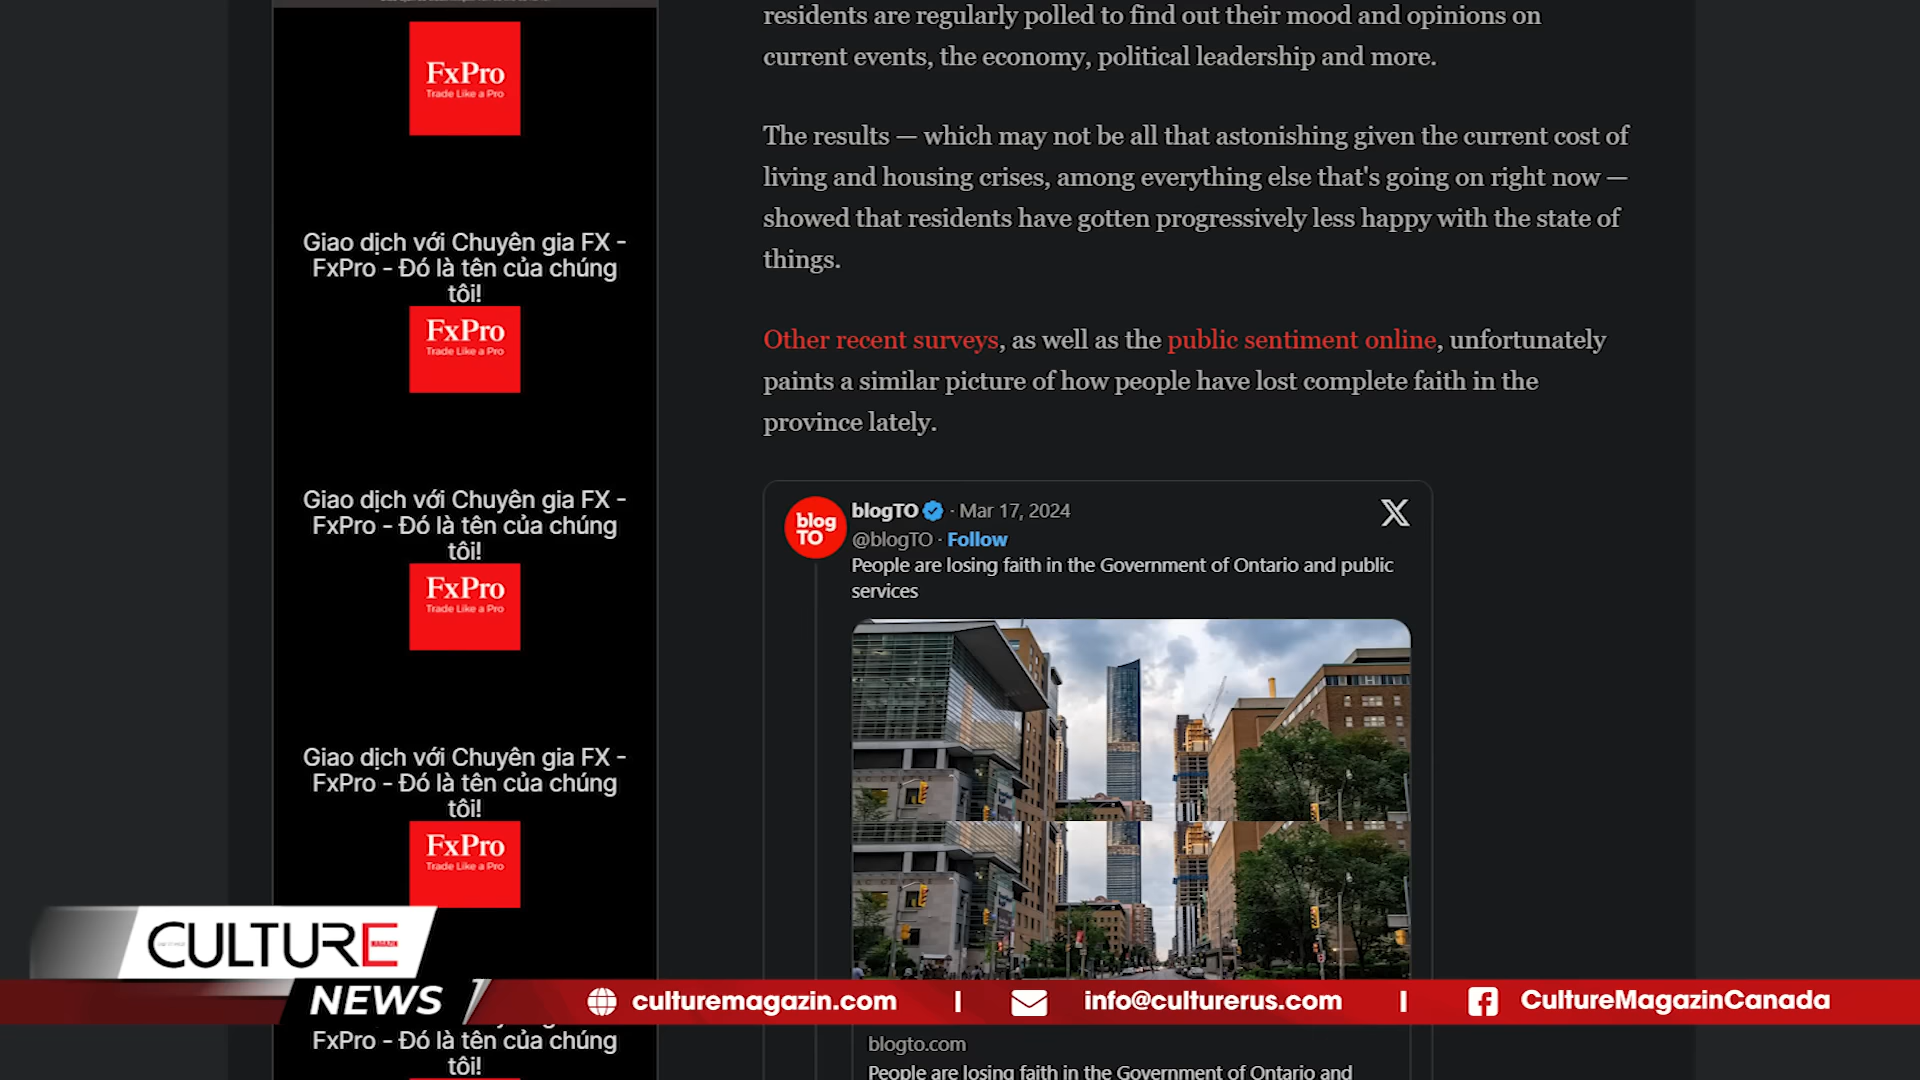 FxPro
Trade Like a Pro
Giao dịch với Chuyên gia FX -
FxPro - Đó là tên của chúng
tôi!
FxPro
Trade Like a Pro
Giao dịch với Chuyên gia FX -
FxPro - Đó là tên của chúng
tôi!
FxPro
Trade Like a Pro
Giao dịch với Chuyên gia FX -
FxPro - Đó là tên của chúng
tôi!
FxPro
Trade Like a Pro
FxPro - Đó là tên của chúng
tôi!
residents are regularly polled to find out their mood and opinions on
current events, the economy, political leadership and more.
The results — which may not be all that astonishing given the current cost of
living and housing crises, among everything else that's going on right now —
showed that residents have gotten progressively less happy with the state of
things.
Other recent surveys, as well as the public sentiment online, unfortunately
paints a similar picture of how people have lost complete faith in the
province lately.
blog
TO
blogTO · Mar 17, 2024
@blogTO · Follow
People are losing faith in the Government of Ontario and public
services
blogto.com
People are losing faith in the Government of Ontario and
CULTURE
MAGAZIN
NEWS
culturemagazin.com | info@culturerus.com | CultureMagazinCanada